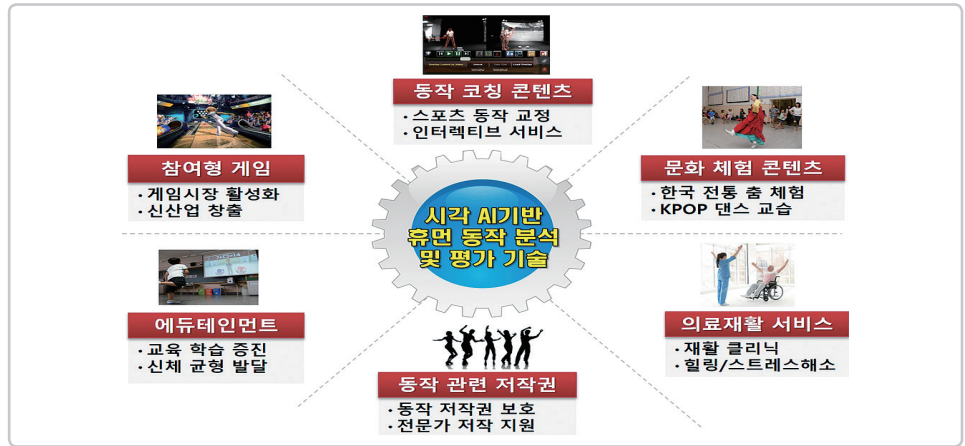 동작 코칭 콘텐츠
· 스포츠 동작 교정
· 인터렉티브 서비스
참여형 게임
· 게임시장 활성화
· 신산업 창출
문화 체험 콘텐츠
· 한국 전통 춤 체험
· KPOP 댄스 교습
시각 AI기반
휴먼 동작 분석
및 평가 기술
에듀테인먼트
· 교육 학습 증진
· 신체 균형 발달
의료재활 서비스
· 재활 클리닉
· 힐링/스트레스해소
동작 관련 저작권
· 동작 저작권 보호
· 전문가 저작 지원